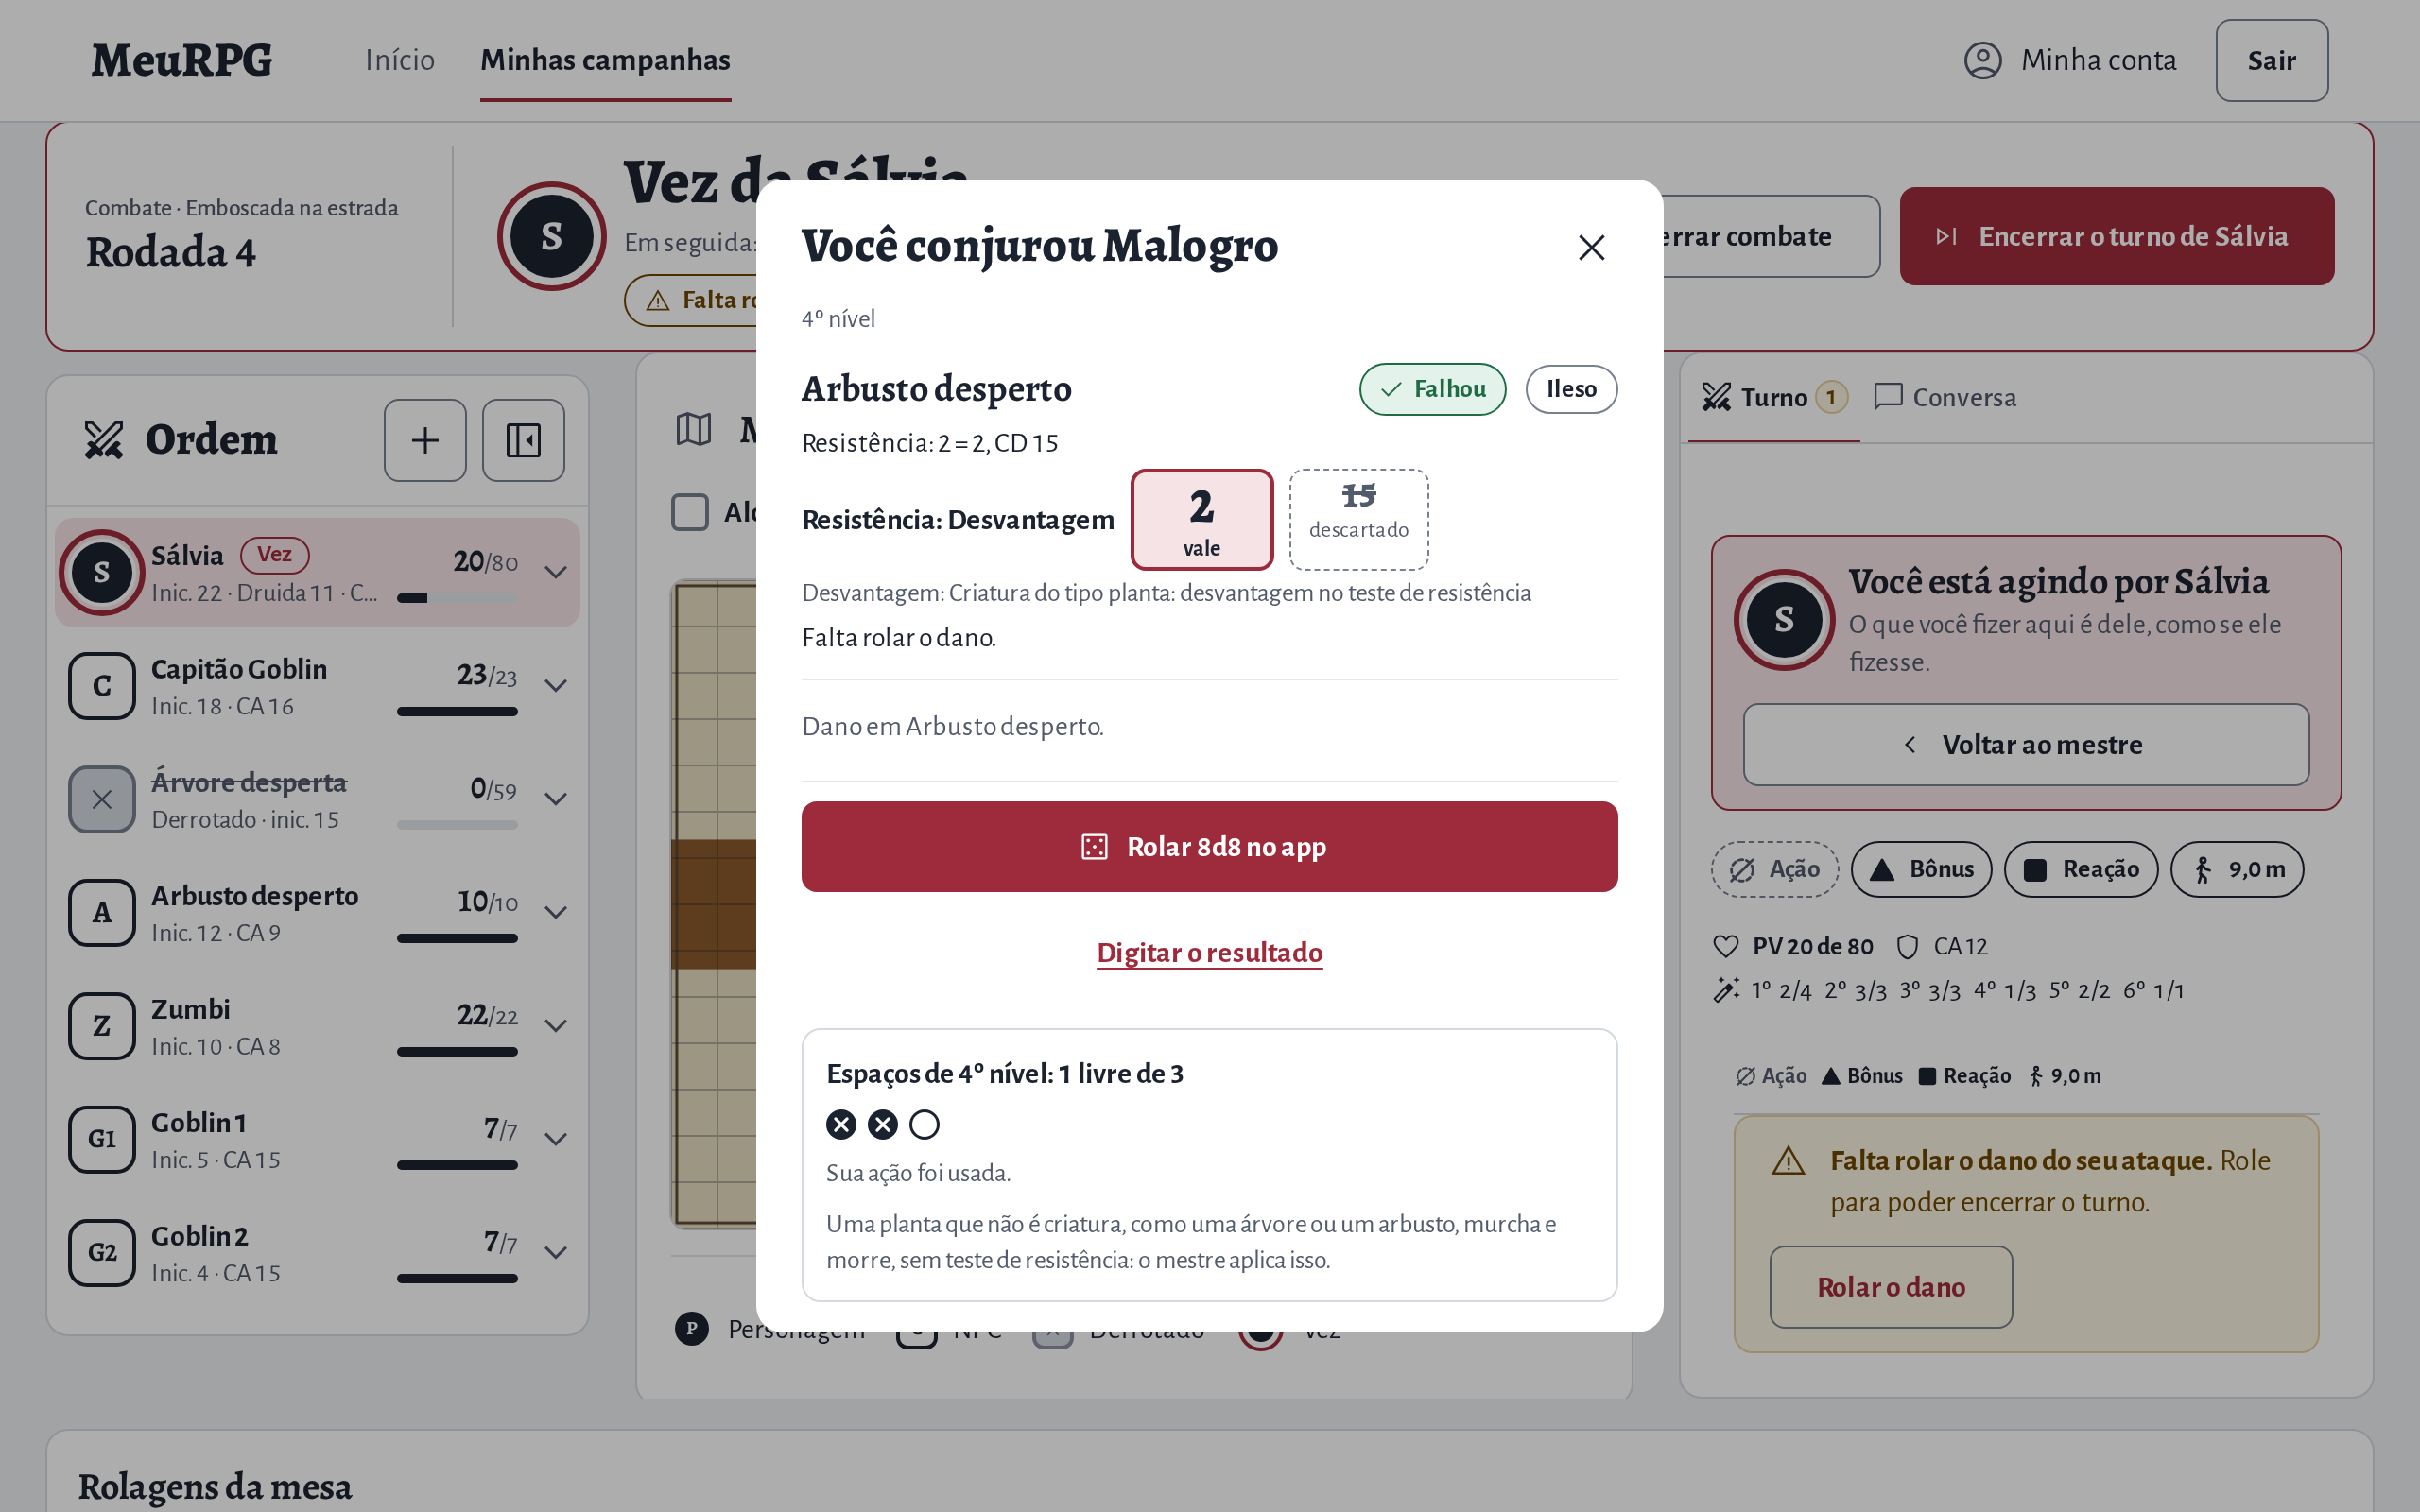 MeuRPG
Início
Minhas campanhas
Minha conta
Sair
Combate · Emboscada na estrada
Rodada 4
S
Vez da Sálvia
Em seguida:
Falta
errar combate
Encerrar o turno de Sálvia
Ordem
S
Sálvia
Vez
20/80
Inic. 22 · Druida 11 · C...
C
Capitão Goblin
23/23
Inic. 18 · CA 16
Árvore desperta
0/59
Derrotado · inic. 15
A
Arbusto desperto
10/10
Inic. 12 · CA 9
Z
Zumbi
22/22
Inic. 10 · CA 8
G1
Goblin 1
7/7
Inic. 5 · CA 15
G2
Goblin 2
7/7
Inic. 4 · CA 15
Você conjurou Malogro
4º nível
Arbusto desperto
Falhou
Ileso
Resistência: 2 = 2, CD 15
Resistência: Desvantagem
2
vale
15
descartado
Desvantagem: Criatura do tipo planta: desvantagem no teste de resistência
Falta rolar o dano.
Dano em Arbusto desperto.
Rolar 8d8 no app
Digitar o resultado
Espaços de 4º nível: 1 livre de 3
Sua ação foi usada.
Uma planta que não é criatura, como uma árvore ou um arbusto, murcha e
morre, sem teste de resistência: o mestre aplica isso.
P
Personagem
NPC
Derrotado
Vez
Turno 1
Conversa
S
Você está agindo por Sálvia
O que você fizer aqui é dele, como se ele
fizesse.
Voltar ao mestre
Ação
Bônus
Reação
9,0 m
PV 20 de 80
CA 12
1º 2/4 2º 3/3 3º 3/3 4º 1/3 5º 2/2 6º 1/1
Ação
Bônus
Reação
9,0 m
Falta rolar o dano do seu ataque. Role
para poder encerrar o turno.
Rolar o dano
Rolagens da mesa